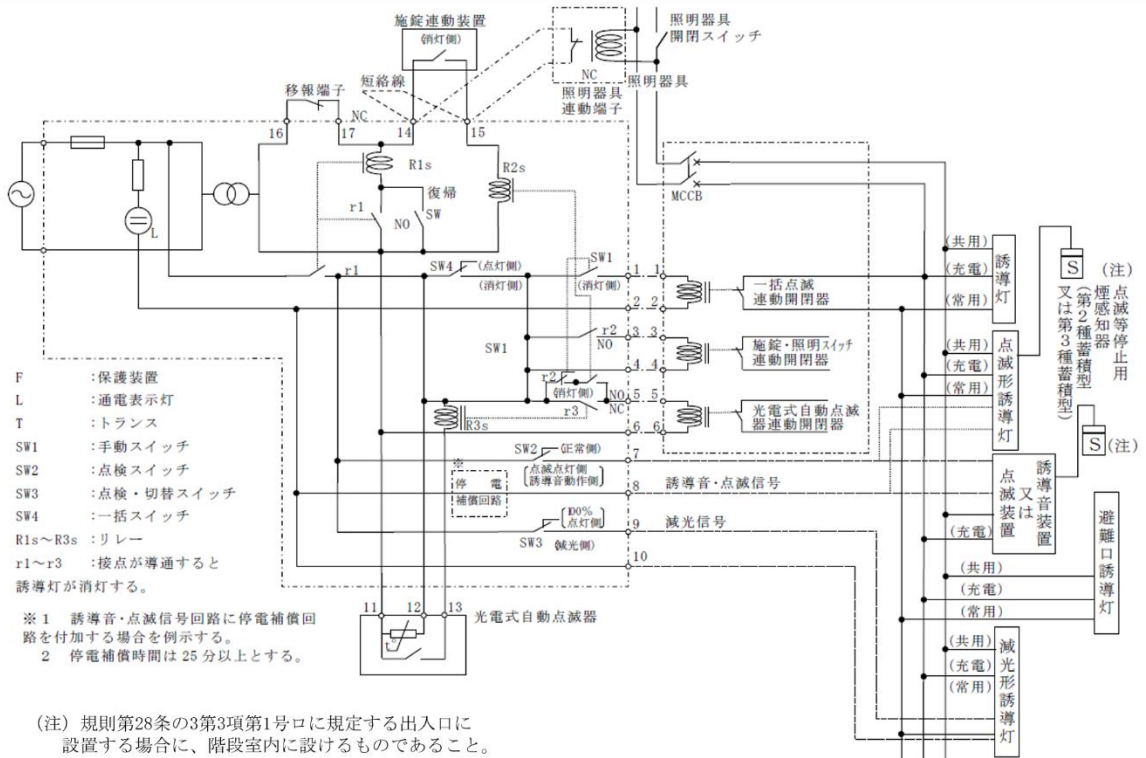 施錠連動装置
(消灯側)
照明器具
開閉スイッチ
NC
照明器具
照明器具
連動端子
短絡線
移報端子
NC
16
17
14
15
R1s
R2s
復帰
r1
NO
SW
L
r1
SW4
(点灯側)
(消灯側)
SW1
(消灯側)
MCCB
1
1
2
2
一括点滅
連動開閉器
r2
NO
3
3
4
4
SW1
施錠・照明スイッチ
連動開閉器
r2
(消灯側)
NO
NC
5
5
r3
R3s
6
6
光電式自動点滅
器連動開閉器
SW2
(正常側)
7
点滅点灯側
誘導音動作側
※
停電
補償回路
8
誘導音・点滅信号
100%
点灯側
9
減光信号
SW3
(減光側)
10
11
12
13
光電式自動点滅器
(共用)
(充電)
(常用)
誘導灯
S
(注)
点滅等停止用
煙感知器
(第2種蓄積型
又は第3種蓄積型)
(共用)
(充電)
(常用)
点滅形誘導灯
S
(注)
誘導音装置
又は
点滅装置
(充電)
(共用)
(充電)
(常用)
避難口誘導灯
(共用)
(充電)
(常用)
減光形誘導灯
F :保護装置
L :通電表示灯
T :トランス
SW1 :手動スイッチ
SW2 :点検スイッチ
SW3 :点検・切替スイッチ
SW4 :一括スイッチ
R1s~R3s:リレー
r1~r3 :接点が導通すると
誘導灯が消灯する。
※1 誘導音・点滅信号回路に停電補償回
路を付加する場合を例示する。
2 停電補償時間は25分以上とする。
(注) 規則第28条の3第3項第1号ロに規定する出入口に
設置する場合に、階段室内に設けるものであること。